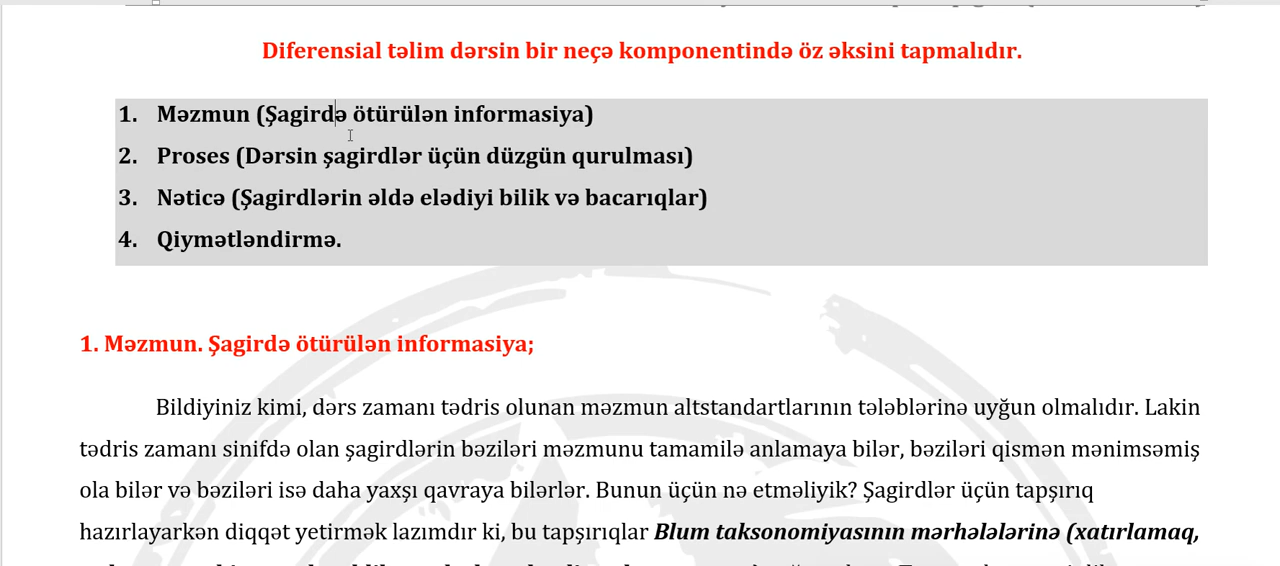 Diferensial təlim dərsin bir neçə komponentində öz əksini tapmalıdır.
1. Məzmun (Şagirdə ötürülən informasiya)
2. Proses (Dərsin şagirdlər üçün düzgün qurulması)
3. Nəticə (Şagirdlərin əldə elədiyi bilik və bacarıqlar)
4. Qiymətləndirmə.
1. Məzmun. Şagirdə ötürülən informasiya;
Bildiyiniz kimi, dərs zamanı tədris olunan məzmun altstandartlarının tələblərinə uyğun olmalıdır. Lakin
tədris zamanı sinifdə olan şagirdlərin bəziləri məzmunu tamamilə anlamaya bilər, bəziləri qismən mənimsəmiş
ola bilər və bəziləri isə daha yaxşı qavraya bilərlər. Bunun üçün nə etməliyik? Şagirdlər üçün tapşırıq
hazırlayarkən diqqət yetirmək lazımdır ki, bu tapşırıqlar Blum taksonomiyasının mərhələlərinə (xatırlamaq,